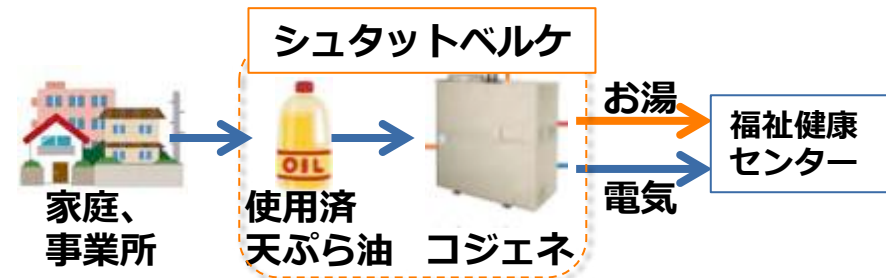 シュタットベルケ
OIL
お湯
福祉健康
センター
電気
家庭、
事業所
使用済
天ぷら油
コジェネ